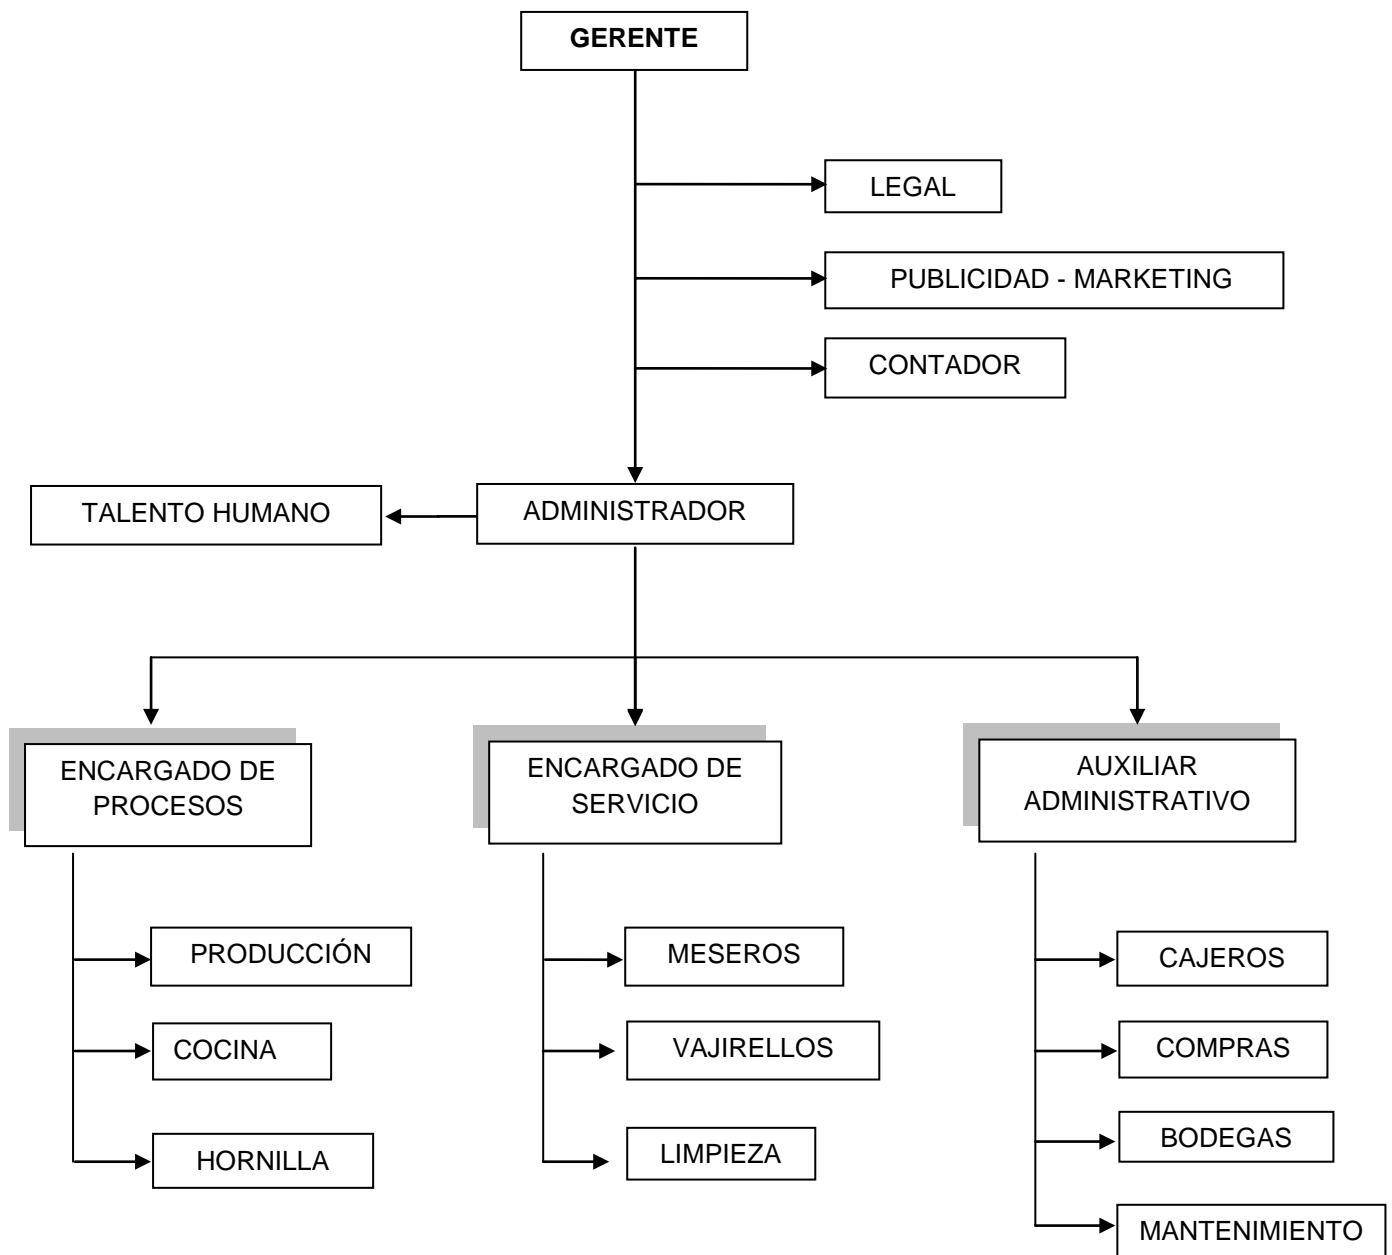 GERENTE
LEGAL
PUBLICIDAD - MARKETING
CONTADOR
TALENTO HUMANO
ADMINISTRADOR
ENCARGADO DE
PROCESOS
ENCARGADO DE
SERVICIO
AUXILIAR
ADMINISTRATIVO
PRODUCCIÓN
COCINA
HORNILLA
MESEROS
VAJIRELLOS
LIMPIEZA
CAJEROS
COMPRAS
BODEGAS
MANTENIMIENTO